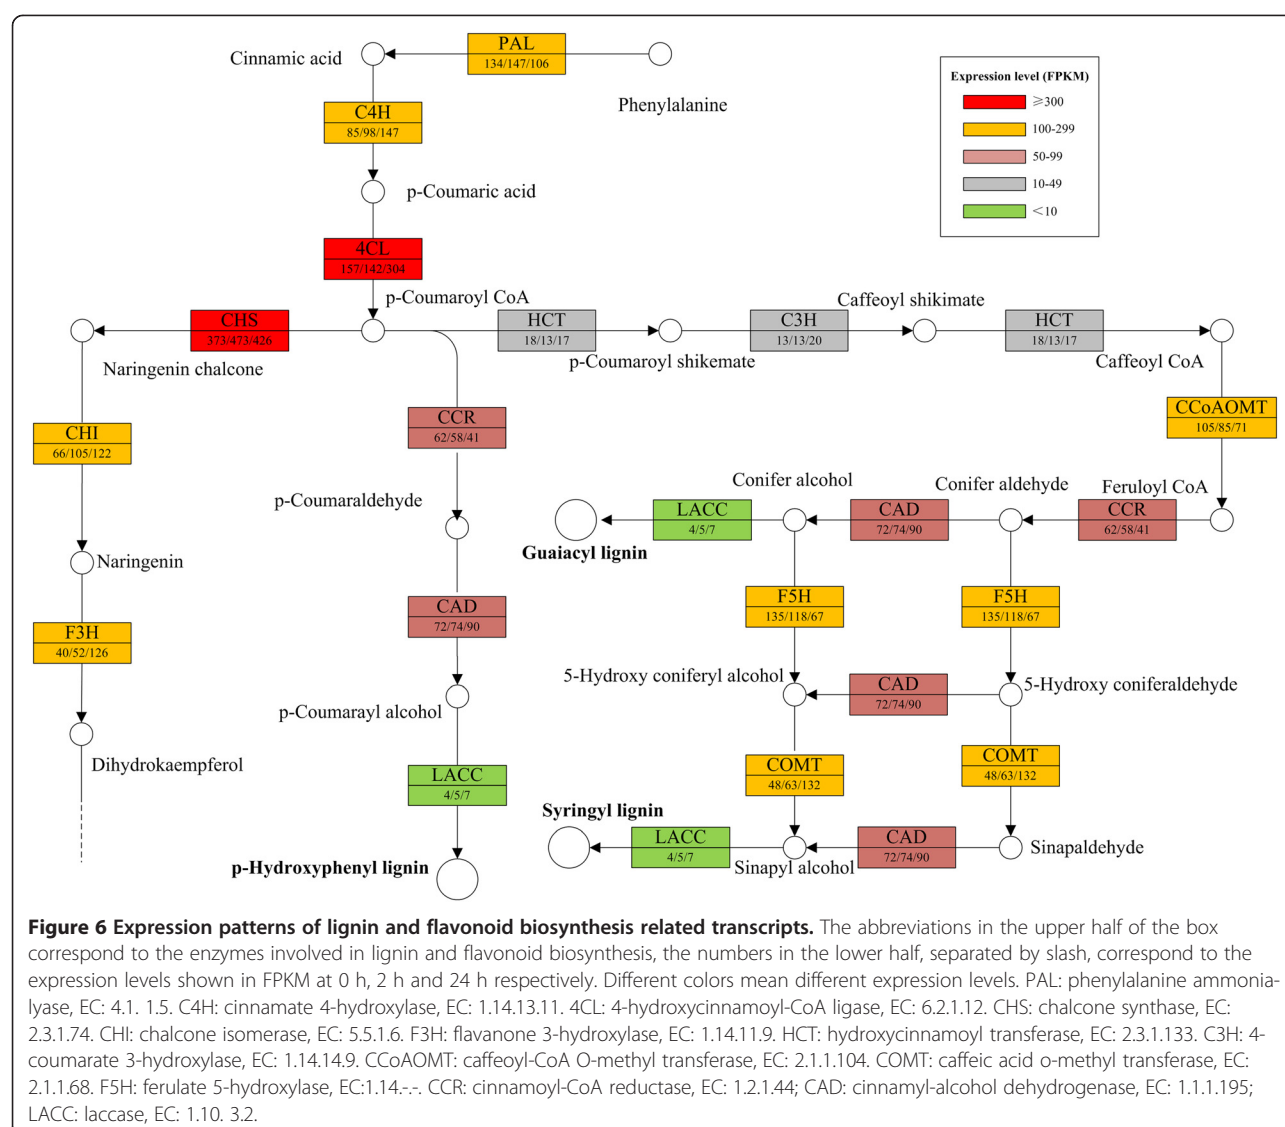 PAL
134/147/106
Cinnamic acid
Phenylalanine
Expression level (FPKM)
≥300
100-299
50-99
10-49
<10
C4H
85/98/147
p-Coumaric acid
4CL
157/142/304
p-Coumaroyl CoA
Caffeoyl shikimate
CHS
373/473/426
HCT
18/13/17
C3H
13/13/20
HCT
18/13/17
Naringenin chalcone
p-Coumaroyl shikemate
Caffeoyl CoA
CCR
62/58/41
CCoAOMT
105/85/71
CHI
66/105/122
p-Coumaraldehyde
Conifer alcohol
Conifer aldehyde
Feruloyl CoA
LACC
4/5/7
CAD
72/74/90
CCR
62/58/41
Guaiacyl lignin
Naringenin
F5H
135/118/67
F5H
135/118/67
CAD
72/74/90
F3H
40/52/126
5-Hydroxy coniferyl alcohol
CAD
72/74/90
5-Hydroxy coniferaldehyde
p-Coumarayl alcohol
Dihydrokaempferol
LACC
4/5/7
COMT
48/63/132
COMT
48/63/132
Syringyl lignin
LACC
4/5/7
CAD
72/74/90
Sinapaldehyde
Sinapyl alcohol
p-Hydroxyphenyl lignin
Figure 6 Expression patterns of lignin and flavonoid biosynthesis related transcripts. The abbreviations in the upper half of the box
correspond to the enzymes involved in lignin and flavonoid biosynthesis, the numbers in the lower half, separated by slash, correspond to the
expression levels shown in FPKM at 0 h, 2 h and 24 h respectively. Different colors mean different expression levels. PAL: phenylalanine ammonia-
lyase, EC: 4.1. 1.5. C4H: cinnamate 4-hydroxylase, EC: 1.14.13.11. 4CL: 4-hydroxycinnamoyl-CoA ligase, EC: 6.2.1.12. CHS: chalcone synthase, EC:
2.3.1.74. CHI: chalcone isomerase, EC: 5.5.1.6. F3H: flavanone 3-hydroxylase, EC: 1.14.11.9. HCT: hydroxycinnamoyl transferase, EC: 2.3.1.133. C3H: 4-
coumarate 3-hydroxylase, EC: 1.14.14.9. CCoAOMT: caffeoyl-CoA O-methyl transferase, EC: 2.1.1.104. COMT: caffeic acid o-methyl transferase, EC:
2.1.1.68. F5H: ferulate 5-hydroxylase, EC:1.14.-.-. CCR: cinnamoyl-CoA reductase, EC: 1.2.1.44; CAD: cinnamyl-alcohol dehydrogenase, EC: 1.1.1.195;
LACC: laccase, EC: 1.10. 3.2.